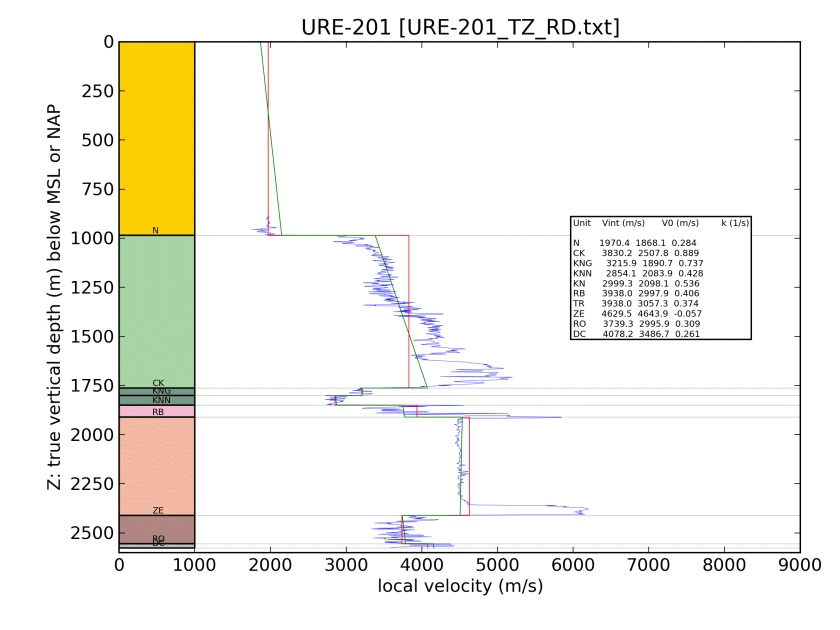 URE-201 [URE-201_TZ_RD.txt]
0
250
500
750
1000
1250
1500
1750
2000
2250
2500
Z: true vertical depth (m) below MSL or NAP
N
CK
KNG
KNN
RB
ZE
RO
DC
Unit Vint (m/s) V0 (m/s) k (1/s)
N 1970.4 1868.1 0.284
CK 3830.2 2507.8 0.889
KNG 3215.9 1890.7 0.737
KNN 2854.1 2083.9 0.428
KN 2999.3 2098.1 0.536
RB 3938.0 2997.9 0.406
TR 3938.0 3057.3 0.374
ZE 4629.5 4643.9 -0.057
RO 3739.3 2995.9 0.309
DC 4078.2 3486.7 0.261
0 1000 2000 3000 4000 5000 6000 7000 8000 9000
local velocity (m/s)